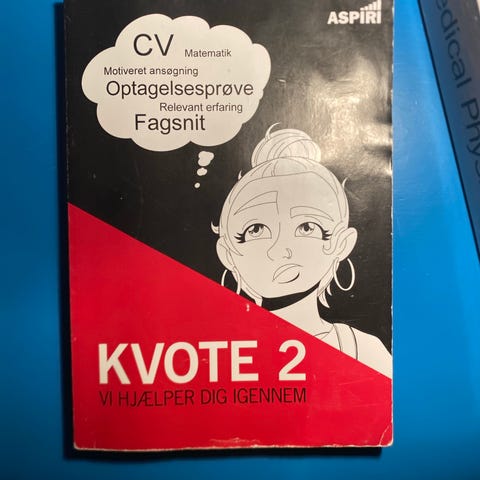 ASPIRI
CV Matematik
Motiveret ansøgning
Optagelsesprøve
Relevant erfaring
Fagsnit
KVOTE 2
VI HJÆLPER DIG IGENNEM